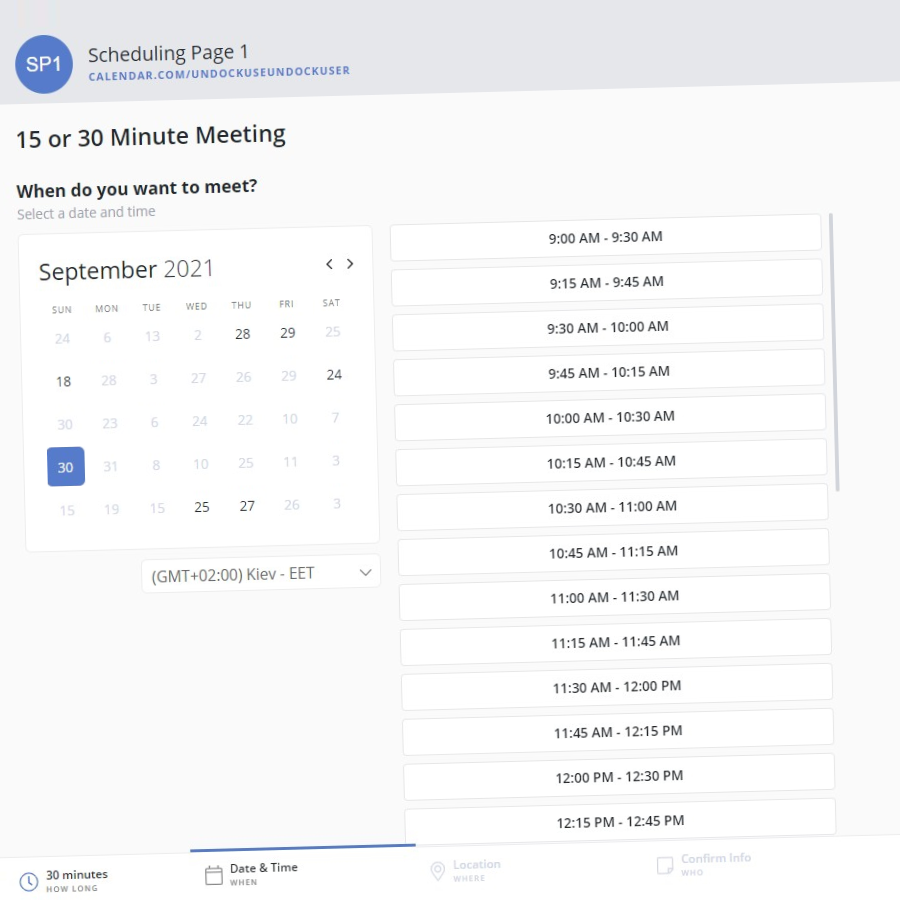 SP1
Scheduling Page 1
CALENDAR.COM/UNDOCKUSEUNDOCKUSER
15 or 30 Minute Meeting
When do you want to meet?
Select a date and time
September 2021
SUN MON TUE WED THU FRI SAT
24 6 13 2 28 29 25
18 28 3 27 26 29 24
30 23 6 24 22 10 7
30 31 8 10 25 11 3
15 19 15 25 27 26 3
(GMT+02:00) Kiev - EET
9:00 AM - 9:30 AM
9:15 AM - 9:45 AM
9:30 AM - 10:00 AM
9:45 AM - 10:15 AM
10:00 AM - 10:30 AM
10:15 AM - 10:45 AM
10:30 AM - 11:00 AM
10:45 AM - 11:15 AM
11:00 AM - 11:30 AM
11:15 AM - 11:45 AM
11:30 AM - 12:00 PM
11:45 AM - 12:15 PM
12:00 PM - 12:30 PM
12:15 PM - 12:45 PM
30 minutes
HOW LONG
Date & Time
WHEN
Location
WHERE
Confirm Info
WHO